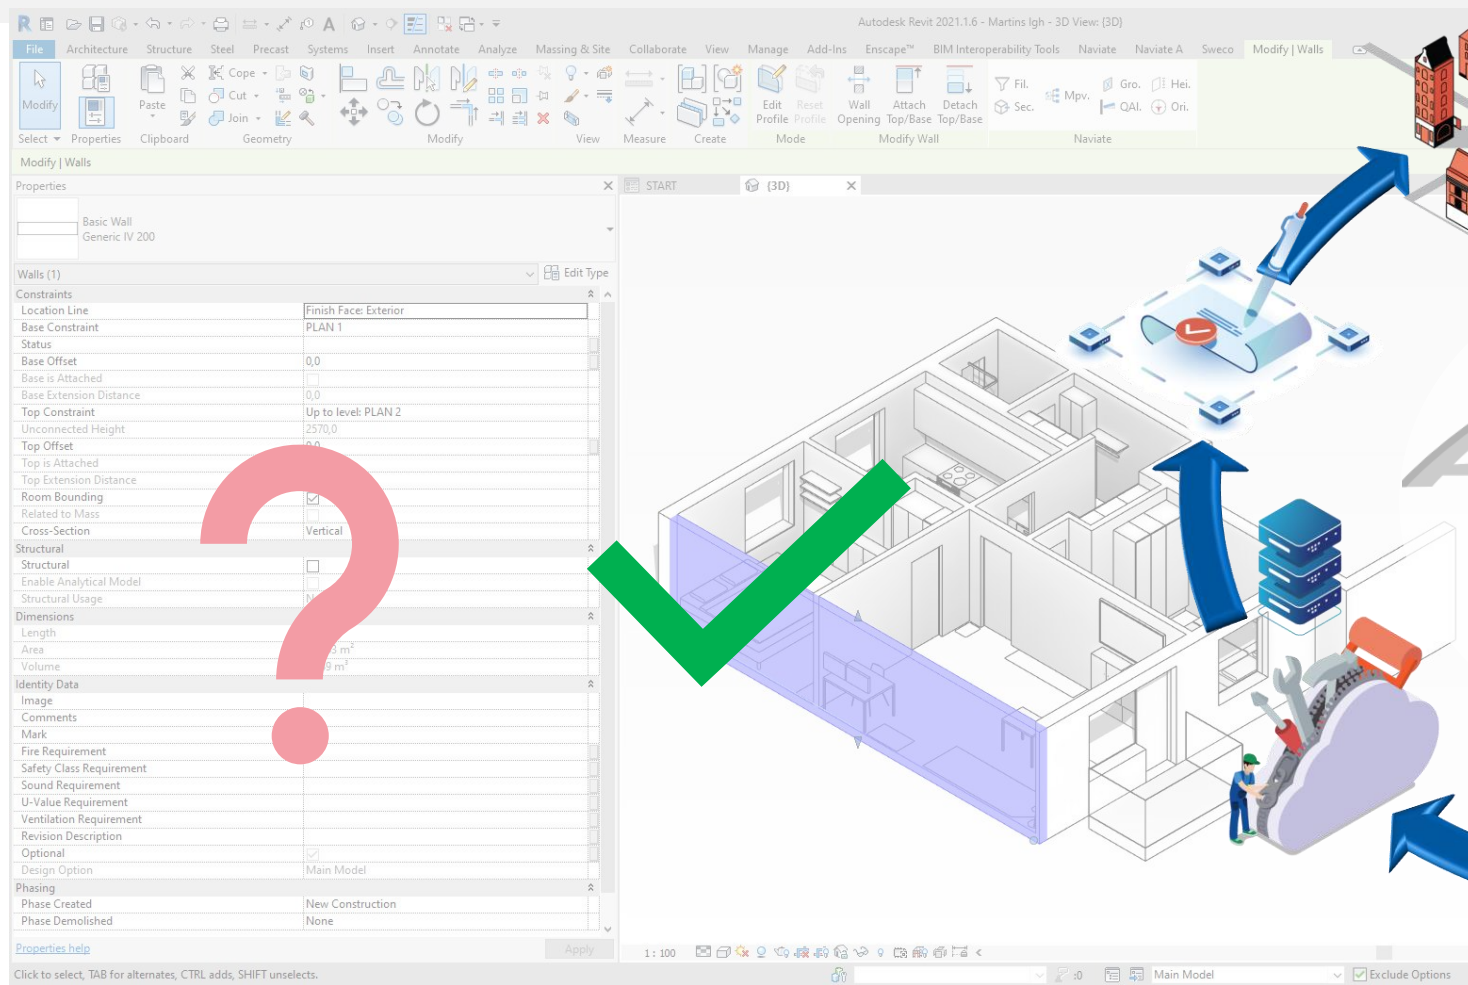 Autodesk Revit 2021.1.6 - Martins lgh - 3D View: {3D}
File Architecture Structure Steel Precast Systems Insert Annotate Analyze Massing & Site Collaborate View Manage Add-Ins Enscape™ BIM Interoperability Tools Naviate Naviate A Sweco Modify | Walls
Cope Fil. Gro. Hei.
Modify Paste Cut Edit Reset Wall Attach Detach Sec. Mpv. QAI. Ori.
Join Profile Profile Opening Top/Base Top/Base
Select Properties Clipboard Geometry Modify View Measure Create Mode Modify Wall Naviate
Modify | Walls
Properties START {3D}
Basic Wall
Generic IV 200
Walls (1) Edit Type
Constraints
Location Line Finish Face: Exterior
Base Constraint PLAN 1
Status
Base Offset 0,0
Base is Attached
Base Extension Distance 0,0
Top Constraint Up to level: PLAN 2
Unconnected Height 2570,0
Top Offset 0,0
Top is Attached
Top Extension Distance
Room Bounding
Related to Mass
Cross-Section Vertical
Structural
Structural
Enable Analytical Model
Structural Usage
Dimensions
Length
Area m²
Volume m³
Identity Data
Image
Comments
Mark
Fire Requirement
Safety Class Requirement
Sound Requirement
U-Value Requirement
Ventilation Requirement
Revision Description
Optional
Design Option Main Model
Phasing
Phase Created New Construction
Phase Demolished None
Properties help Apply 1 : 100
Click to select, TAB for alternates, CTRL adds, SHIFT unselects. :0 Main Model Exclude Options
?